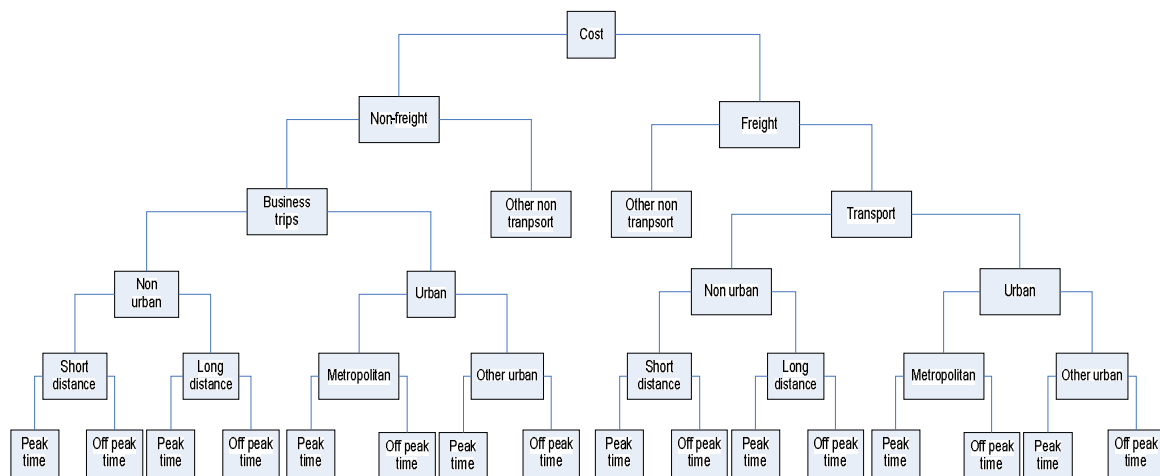 Cost
Non-freight
Freight
Business
trips
Other non
tranpsort
Other non
tranpsort
Transport
Non
urban
Urban
Non urban
Urban
Short
distance
Long
distance
Metropolitan
Other urban
Short
distance
Long
distance
Metropolitan
Other urban
Peak
time
Off peak
time
Peak
time
Off peak
time
Peak
time
Off peak
time
Peak
time
Off peak
time
Peak
time
Off peak
time
Peak
time
Off peak
time
Peak
time
Off peak
time
Peak
time
Off peak
time